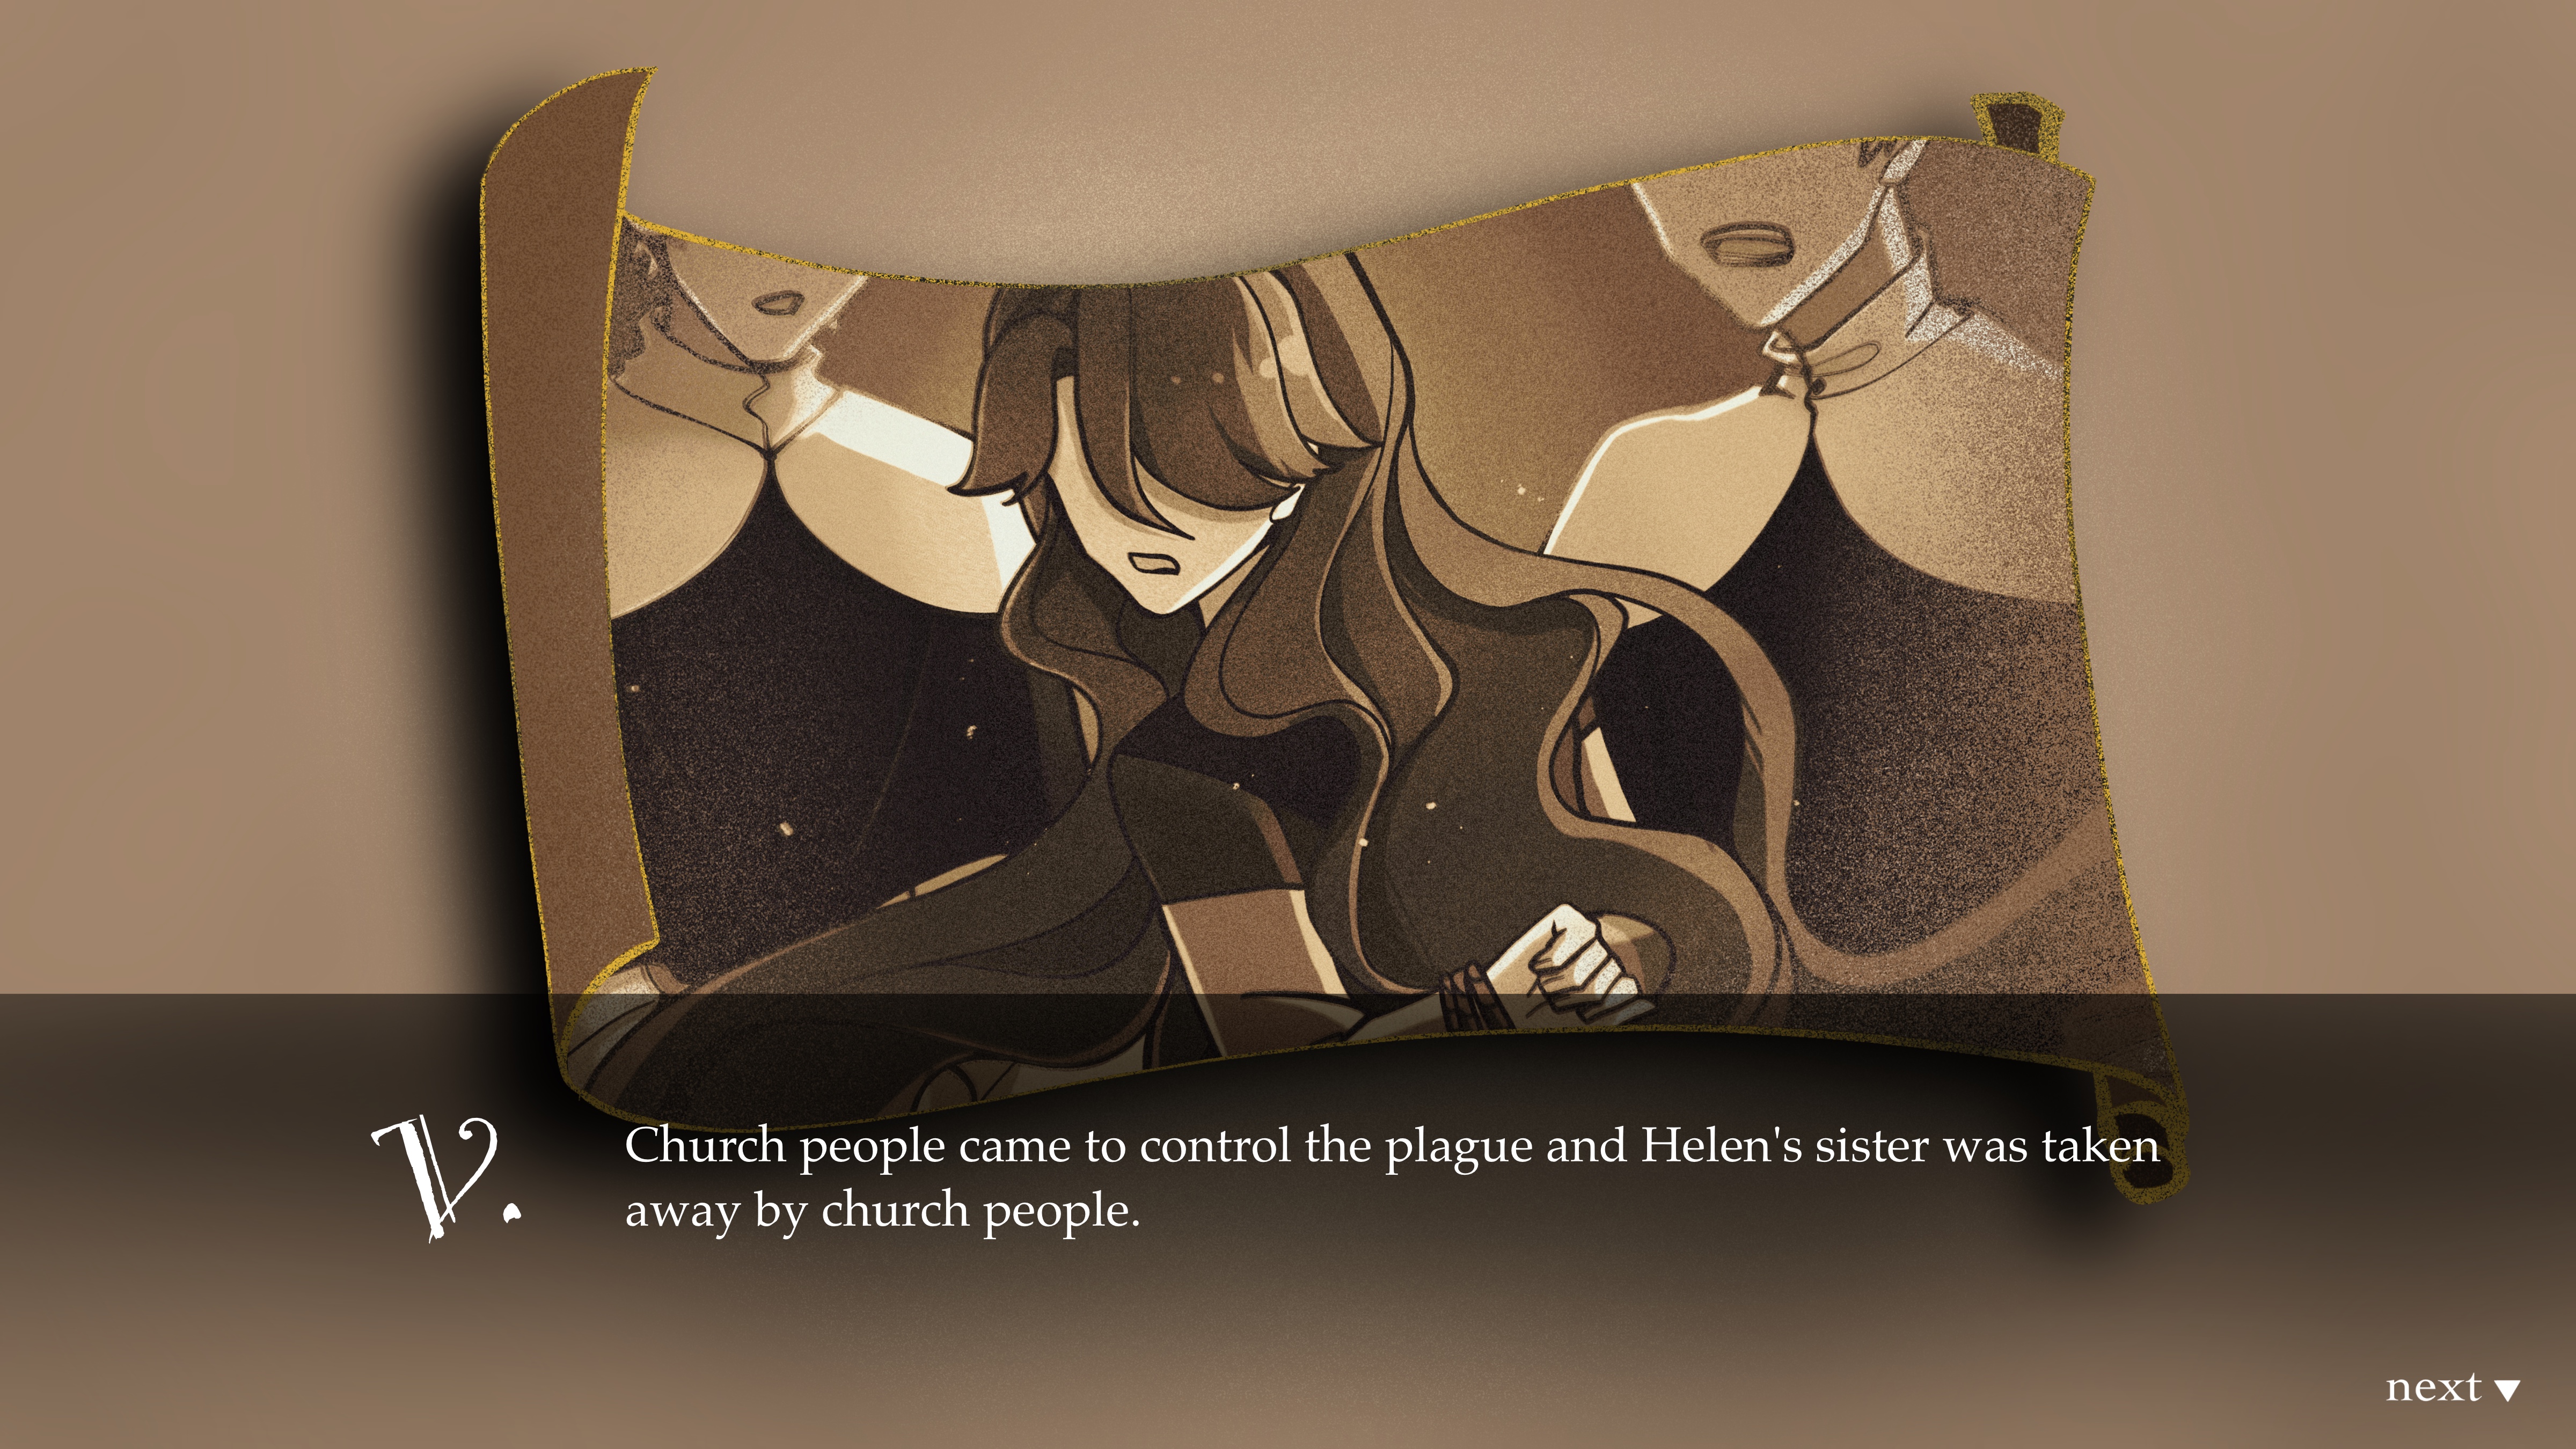 V.
Church people came to control the plague and Helen's sister was taken
away by church people.
next ▼